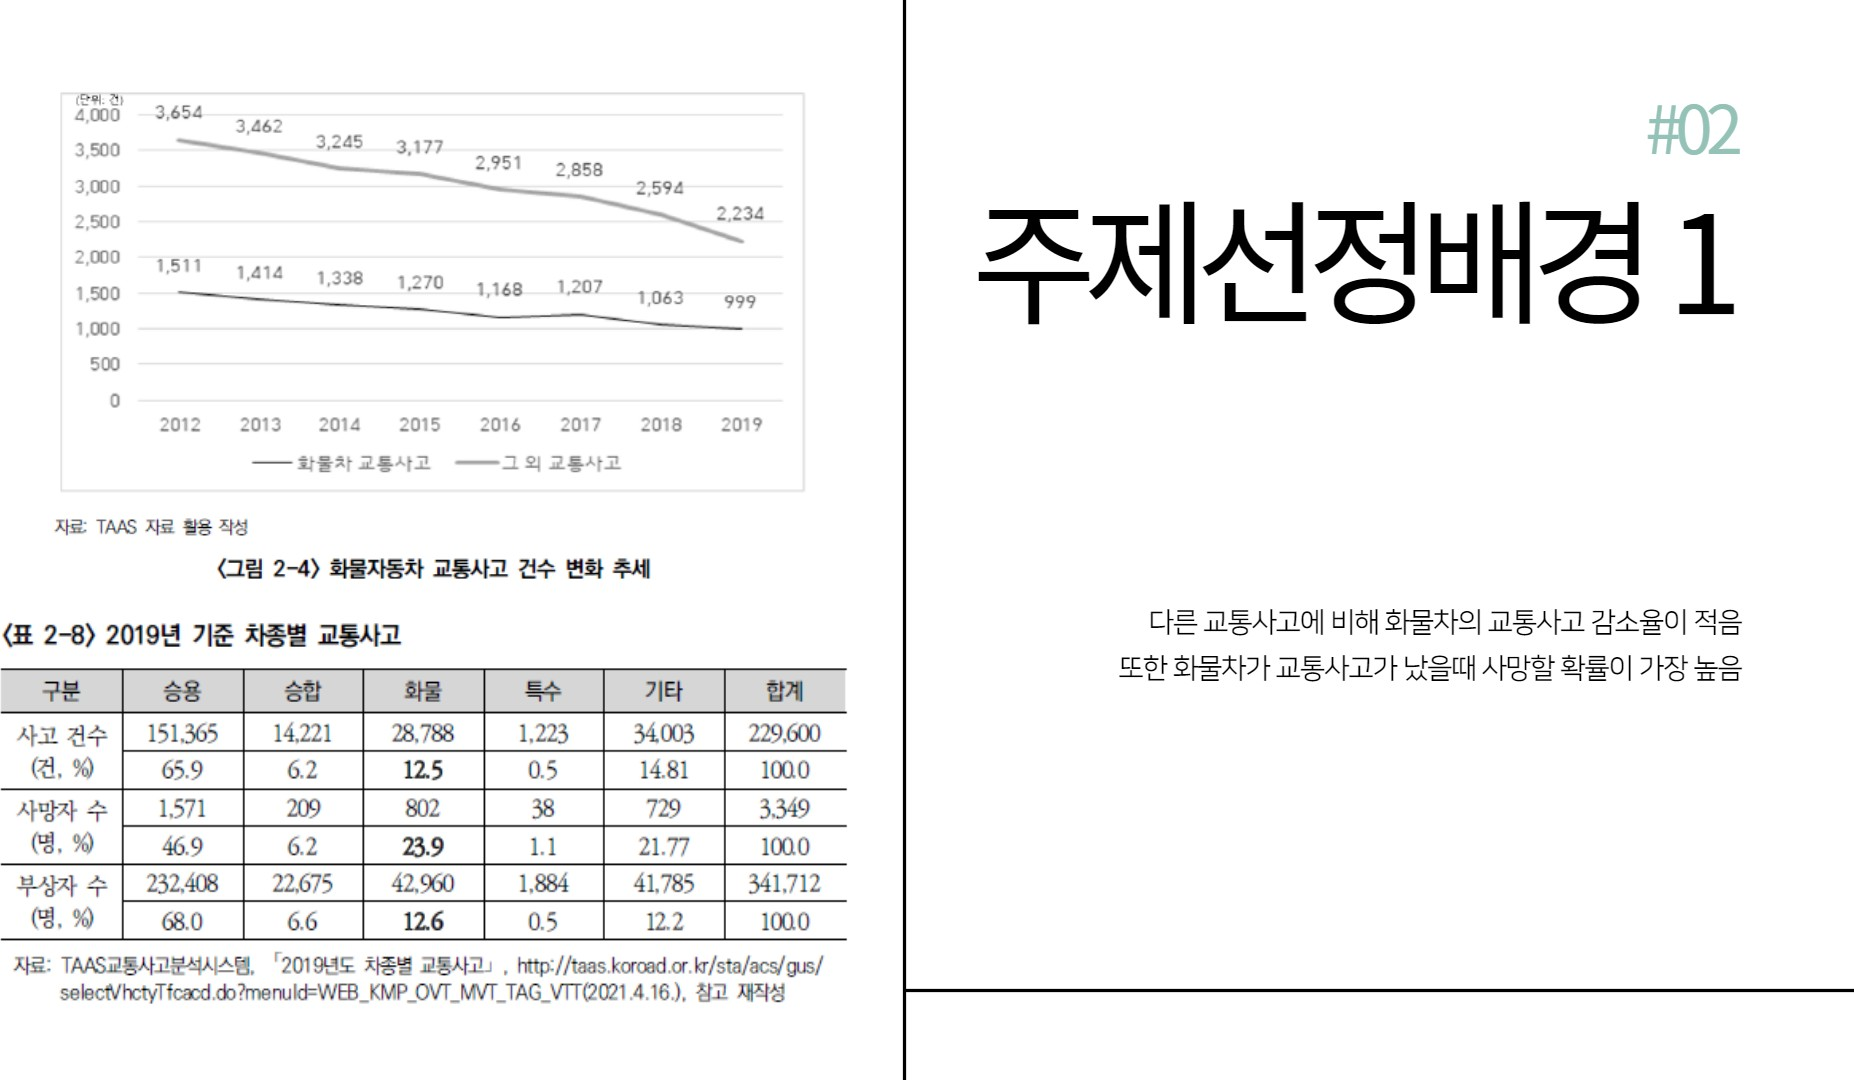 (단위: 건)
4,000
3,500
3,000
2,500
2,000
1,500
1,000
500
0
3,654 3,462 3,245 3,177 2,951 2,858 2,594 2,234
1,511 1,414 1,338 1,270 1,168 1,207 1,063 999
2012 2013 2014 2015 2016 2017 2018 2019
화물차 교통사고 그 외 교통사고
자료: TAAS 자료 활용 작성
<그림 2-4> 화물자동차 교통사고 건수 변화 추세
<표 2-8> 2019년 기준 차종별 교통사고
구분 승용 승합 화물 특수 기타 합계
사고 건수 151,365 14,221 28,788 1,223 34,003 229,600
(건, %) 65.9 6.2 12.5 0.5 14.81 100.0
사망자 수 1,571 209 802 38 729 3,349
(명, %) 46.9 6.2 23.9 1.1 21.77 100.0
부상자 수 232,408 22,675 42,960 1,884 41,785 341,712
(명, %) 68.0 6.6 12.6 0.5 12.2 100.0
자료: TAAS교통사고분석시스템, 「2019년도 차종별 교통사고」, http://taas.koroad.or.kr/sta/acs/gus/
selectVhctyTfcacd.do?menuId=WEB_KMP_OVT_MVT_TAG_VTT(2021.4.16.), 참고 재작성
#02
주제선정배경 1
다른 교통사고에 비해 화물차의 교통사고 감소율이 적음
또한 화물차가 교통사고가 났을때 사망할 확률이 가장 높음